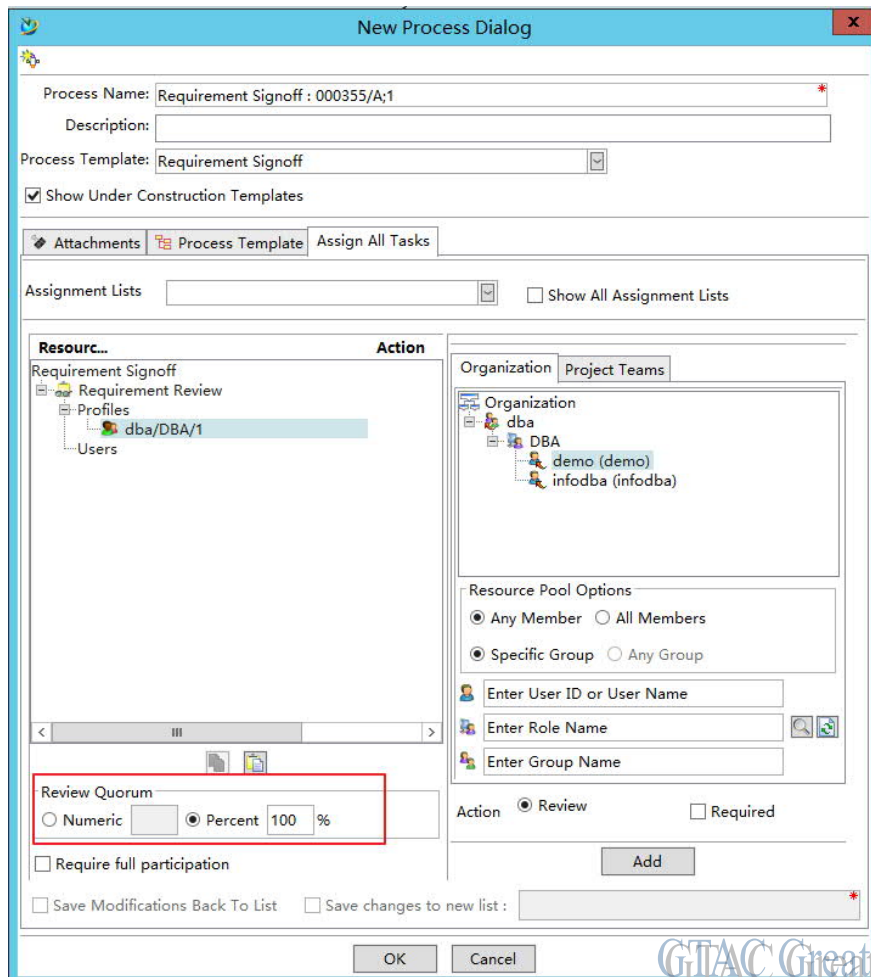 New Process Dialog
x
Process Name: Requirement Signoff : 000355/A;1 *
Description:
Process Template: Requirement Signoff
Show Under Construction Templates
Attachments Process Template Assign All Tasks
Assignment Lists Show All Assignment Lists
Resourc... Action
Requirement Signoff
Requirement Review
Profiles
dba/DBA/1
Users
Organization Project Teams
Organization
dba
DBA
demo (demo)
infodba (infodba)
Resource Pool Options
Any Member All Members
Specific Group Any Group
Enter User ID or User Name
Enter Role Name
Enter Group Name
Review Quorum
Numeric Percent 100 %
Action Review Required
Require full participation
Add
Save Modifications Back To List Save changes to new list : *
OK Cancel
GTAC Great